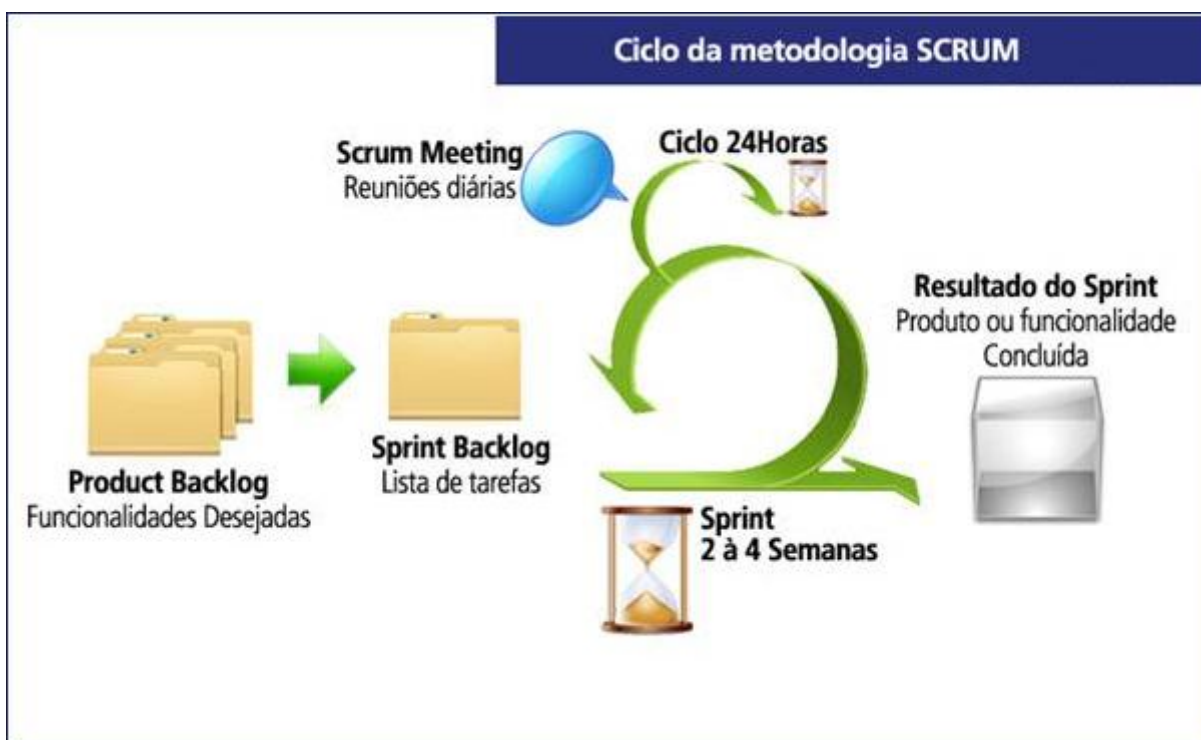 Ciclo da metodologia SCRUM
Scrum Meeting
Reuniões diárias
Ciclo 24Horas
Resultado do Sprint
Produto ou funcionalidade
Concluída
Product Backlog
Funcionalidades Desejadas
Sprint Backlog
Lista de tarefas
Sprint
2 à 4 Semanas